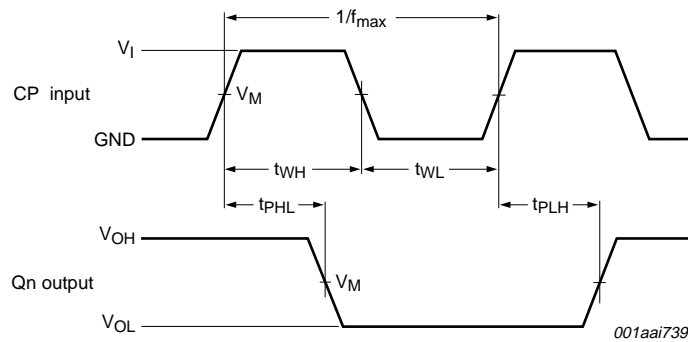 1/fmax
VI
CP input
VM
GND
tWH
tWL
tPHL
tPLH
VOH
Qn output
VM
VOL
001aai739